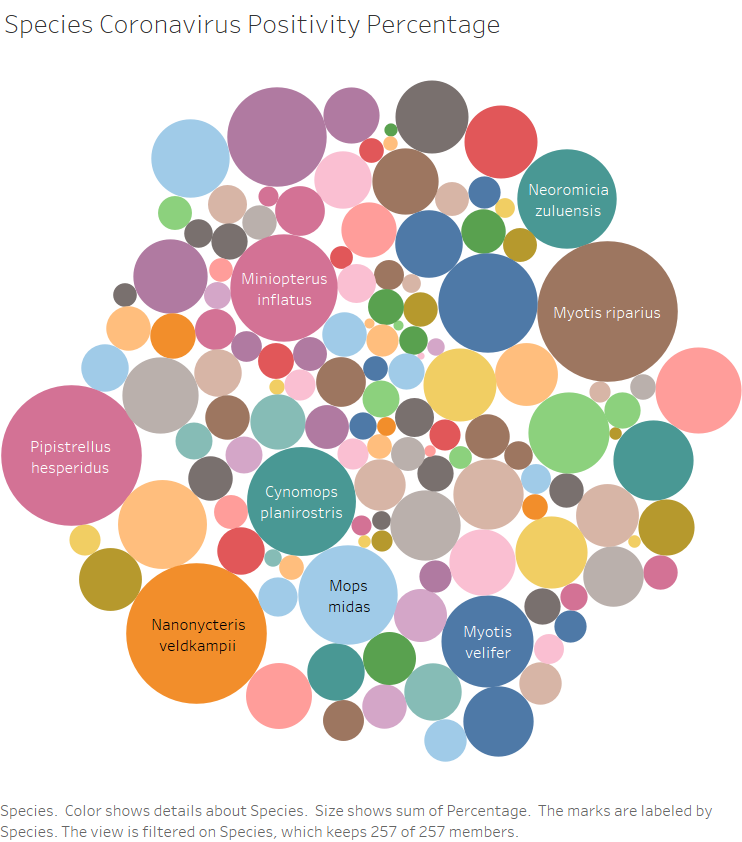 Species Coronavirus Positivity Percentage
Neoromicia
zuluensis
Miniopterus
inflatus
Myotis riparius
Pipistrellus
hesperidus
Cynomops
planirostris
Mops
midas
Nanonycteris
veldkampii
Myotis
velifer
Species.  Color shows details about Species.  Size shows sum of Percentage.  The marks are labeled by
Species. The view is filtered on Species, which keeps 257 of 257 members.